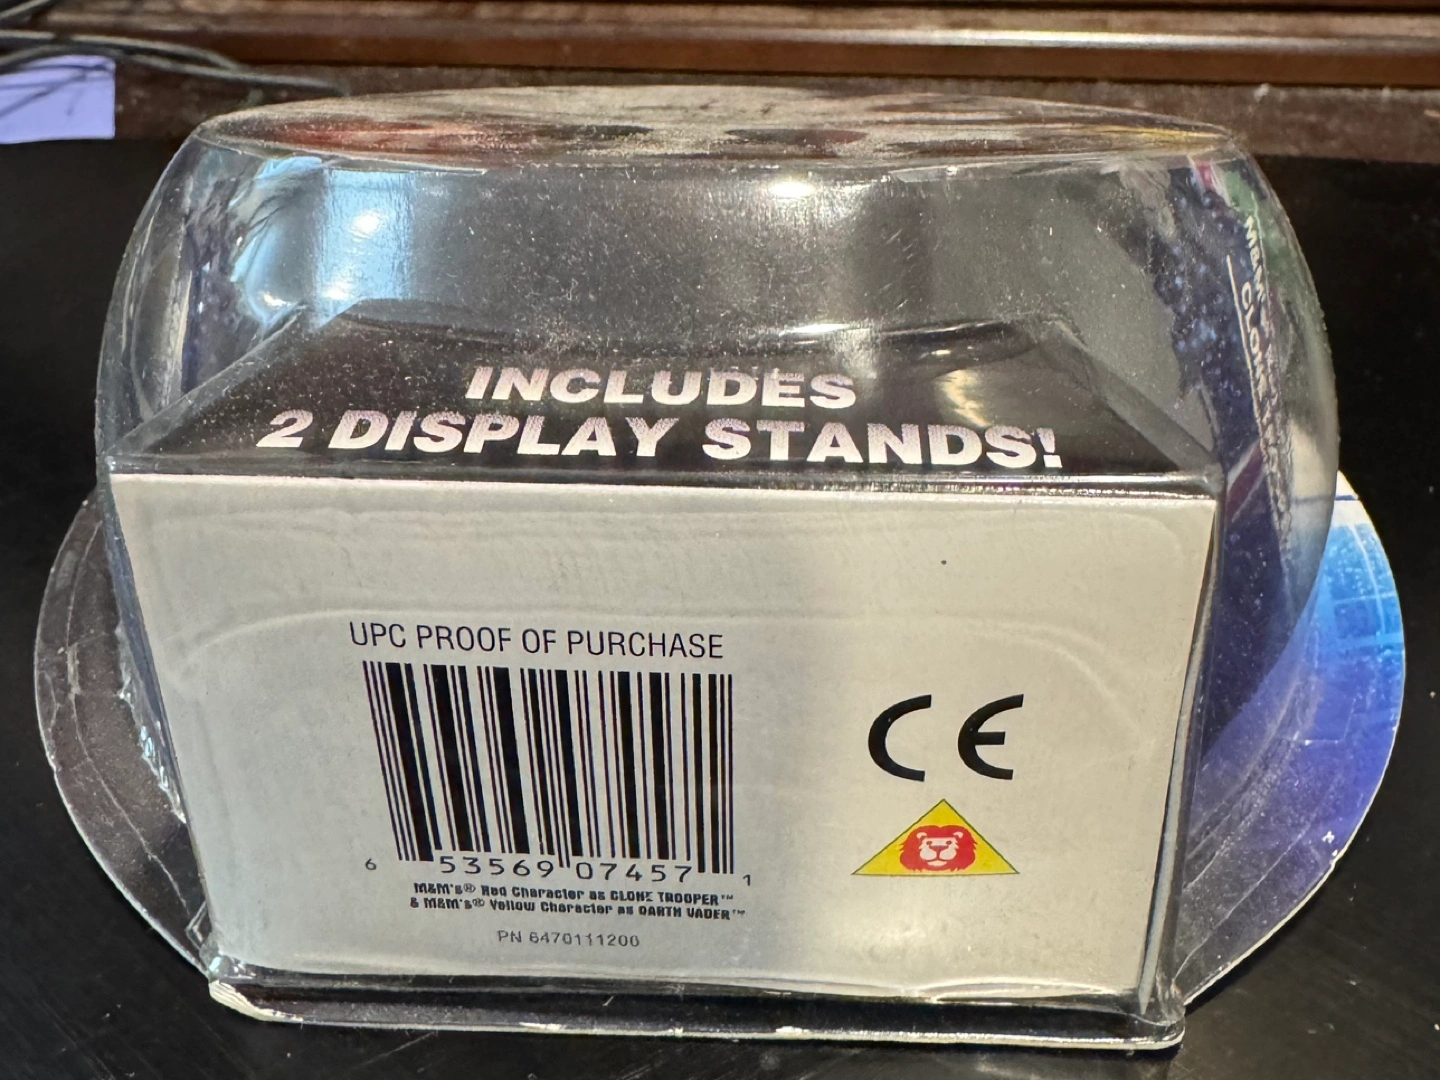 INCLUDES
2 DISPLAY STANDS!
UPC PROOF OF PURCHASE
6 53569 07457 1
M&M's® Red Character as CLONE TROOPER™
& M&M's® Yellow Character as DARTH VADER™
PN 6470111200
CE
CLONE